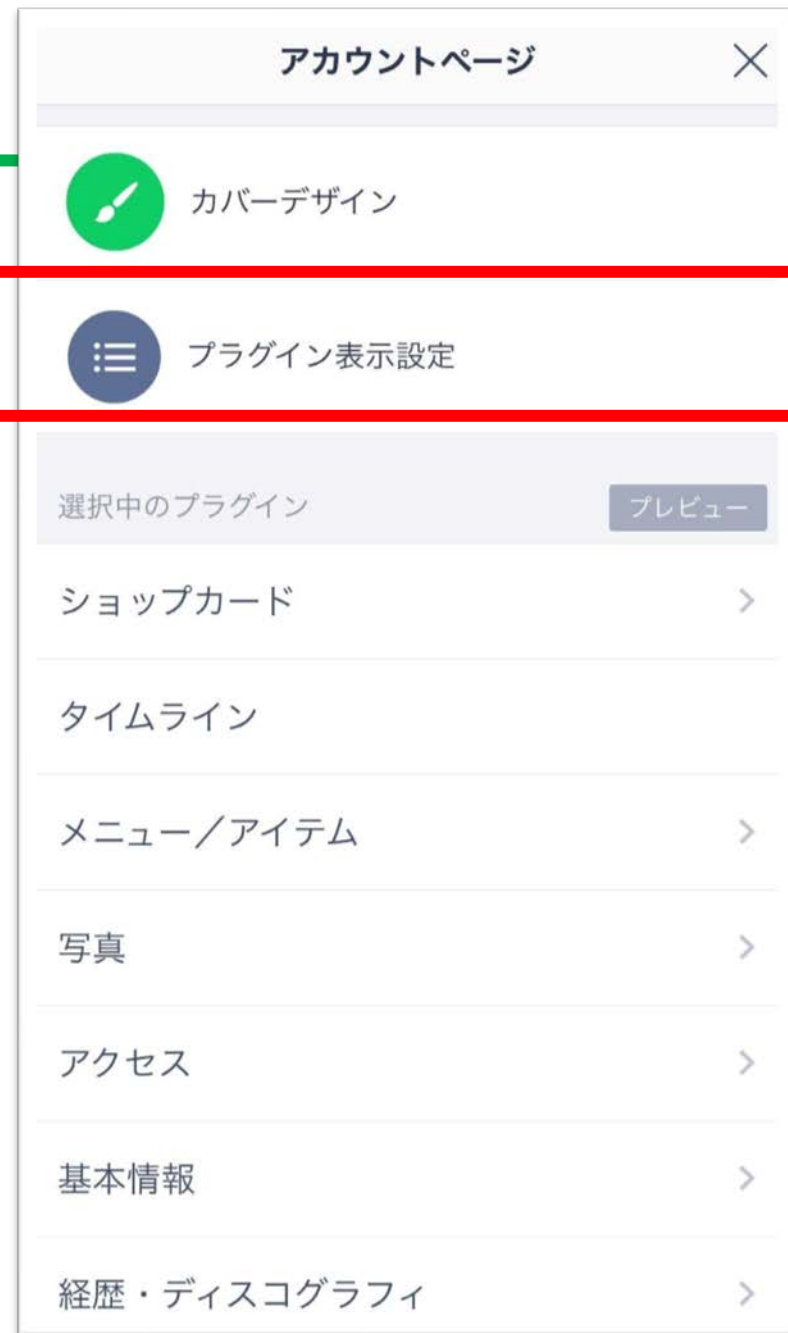 アカウントページ
カバーデザイン
プラグイン表示設定
選択中のプラグイン
プレビュー
ショップカード
タイムライン
メニュー／アイテム
写真
アクセス
基本情報
経歴・ディスコグラフィ